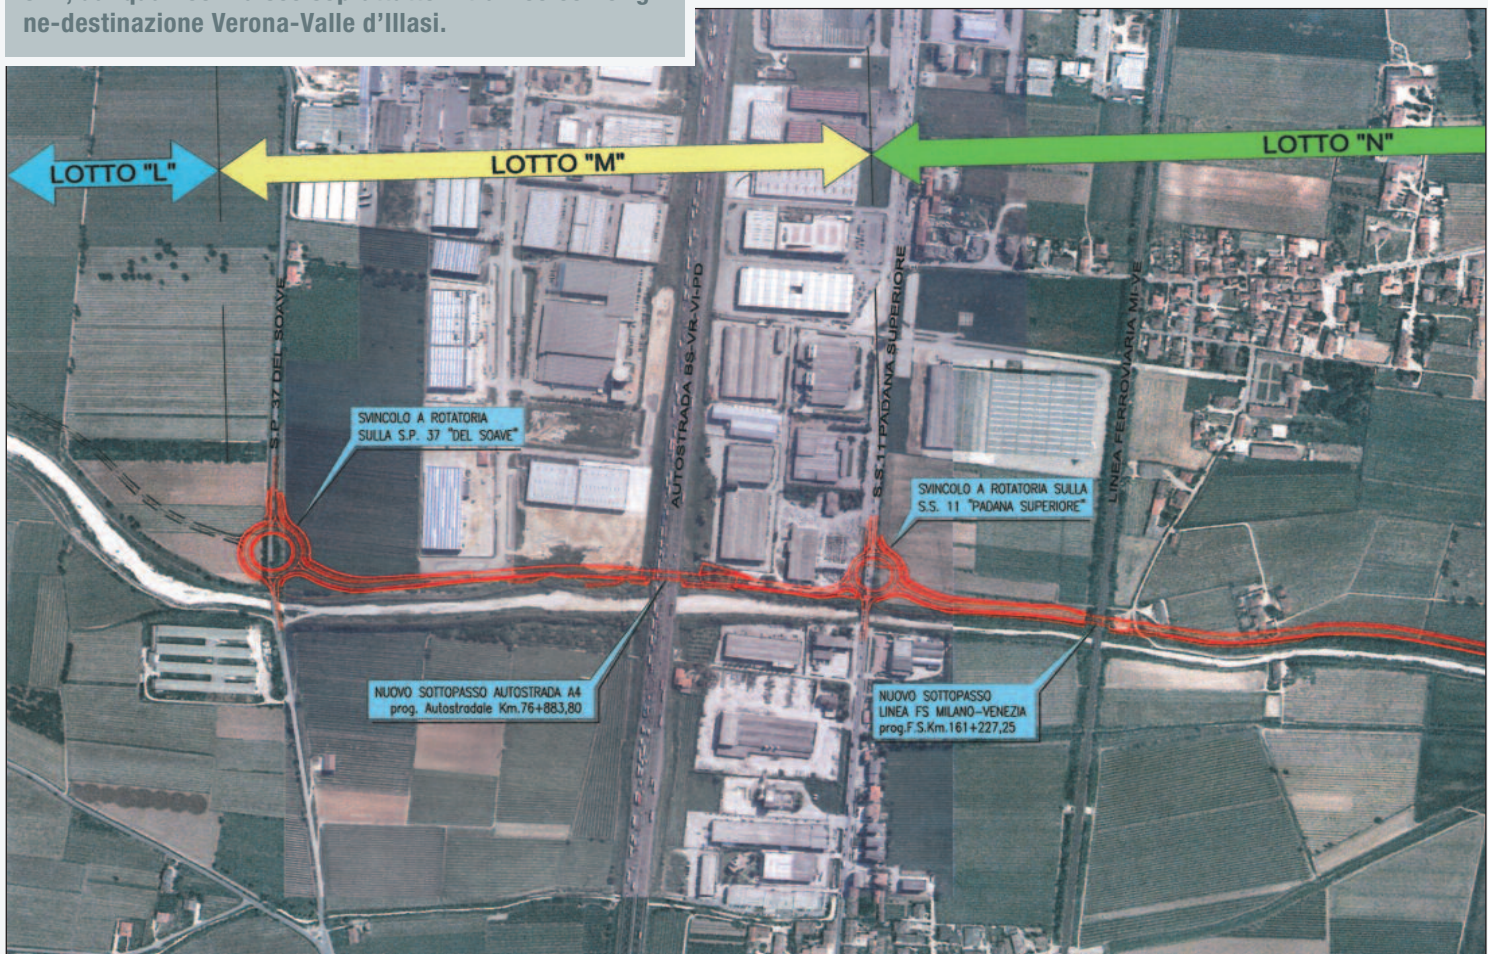 ne-destinazione Verona-Valle d'Illasi.
LOTTO "L"
LOTTO "M"
LOTTO "N"
S.P. 37 DEL SOAVE
AUTOSTRADA BS-VR-VI-PD
S.S.11 PADANA SUPERIORE
LINEA FERROVIARIA MI-VE
SVINCOLO A ROTATORIA
SULLA S.P. 37 "DEL SOAVE"
SVINCOLO A ROTATORIA SULLA
S.S. 11 "PADANA SUPERIORE"
NUOVO SOTTOPASSO AUTOSTRADA A4
prog. Autostradale Km.76+883,80
NUOVO SOTTOPASSO
LINEA FS MILANO-VENEZIA
prog.F.S.Km.161+227,25